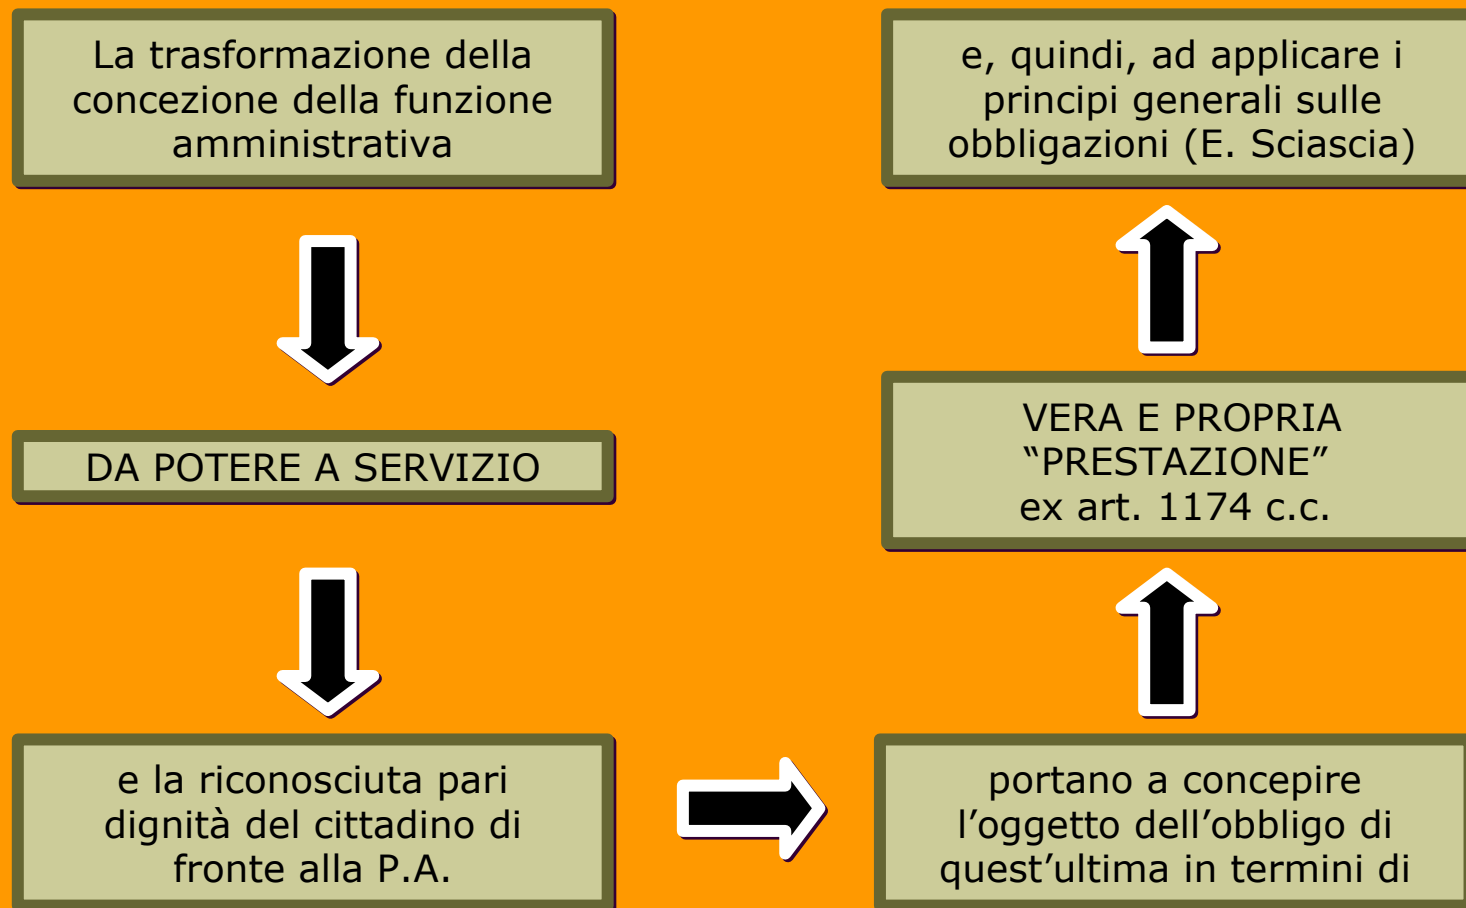 La trasformazione della
concezione della funzione
amministrativa
DA POTERE A SERVIZIO
e la riconosciuta pari
dignità del cittadino di
fronte alla P.A.
portano a concepire
l’oggetto dell’obbligo di
quest’ultima in termini di
VERA E PROPRIA
“PRESTAZIONE”
ex art. 1174 c.c.
e, quindi, ad applicare i
principi generali sulle
obbligazioni (E. Sciascia)